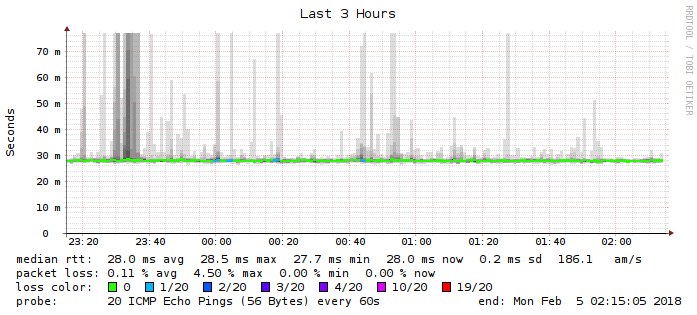 Last 3 Hours
RRDTOOL / TOBI OETIKER
Seconds
70 m
60 m
50 m
40 m
30 m
20 m
10 m
0
23:20 23:40 00:00 00:20 00:40 01:00 01:20 01:40 02:00
median rtt: 28.0 ms avg 28.5 ms max 27.7 ms min 28.0 ms now 0.2 ms sd 186.1 am/s
packet loss: 0.11 % avg 4.50 % max 0.00 % min 0.00 % now
loss color: 0 1/20 2/20 3/20 4/20 10/20 19/20
probe: 20 ICMP Echo Pings (56 Bytes) every 60s end: Mon Feb 5 02:15:05 2018